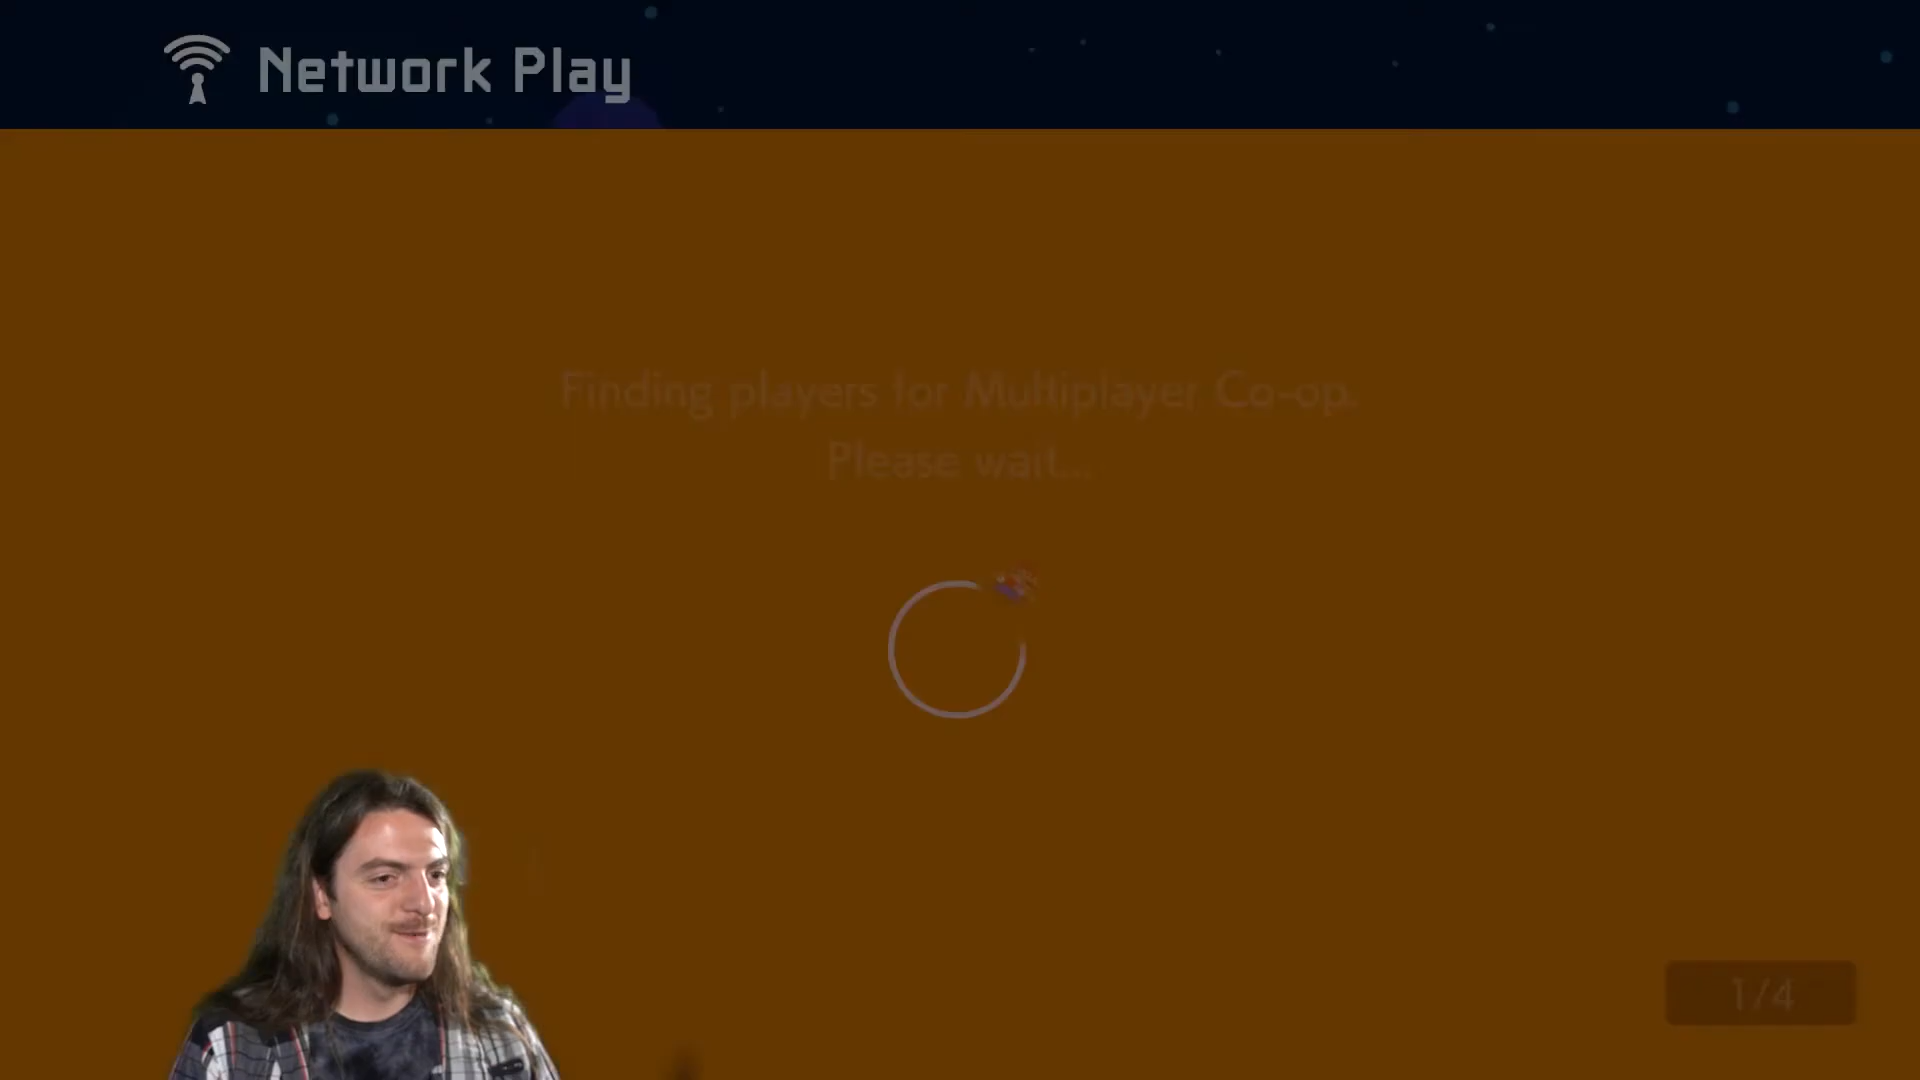 Network Play
Finding players for Multiplayer Co-op.
Please wait...
1/4